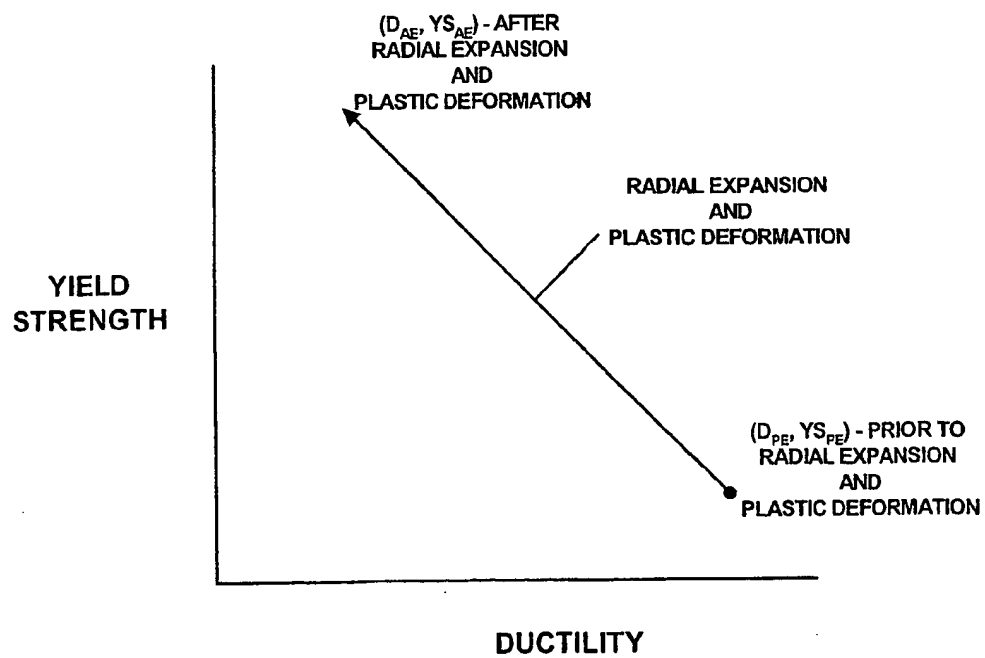 (D_AE, YS_AE) - AFTER
RADIAL EXPANSION
AND
PLASTIC DEFORMATION
RADIAL EXPANSION
AND
PLASTIC DEFORMATION
YIELD
STRENGTH
(D_PE, YS_PE) - PRIOR TO
RADIAL EXPANSION
AND
PLASTIC DEFORMATION
DUCTILITY